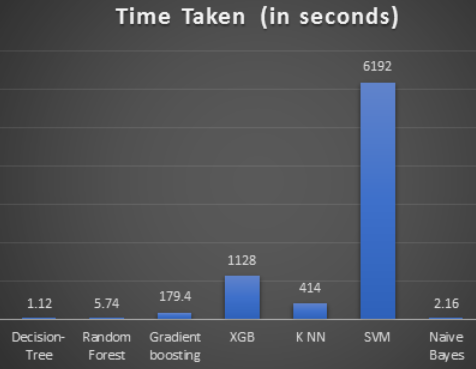 Time Taken (in seconds)
6192
1128
414
179.4
1.12
5.74
2.16
Decision-
Tree
Random
Forest
Gradient
boosting
XGB
K NN
SVM
Naive
Bayes